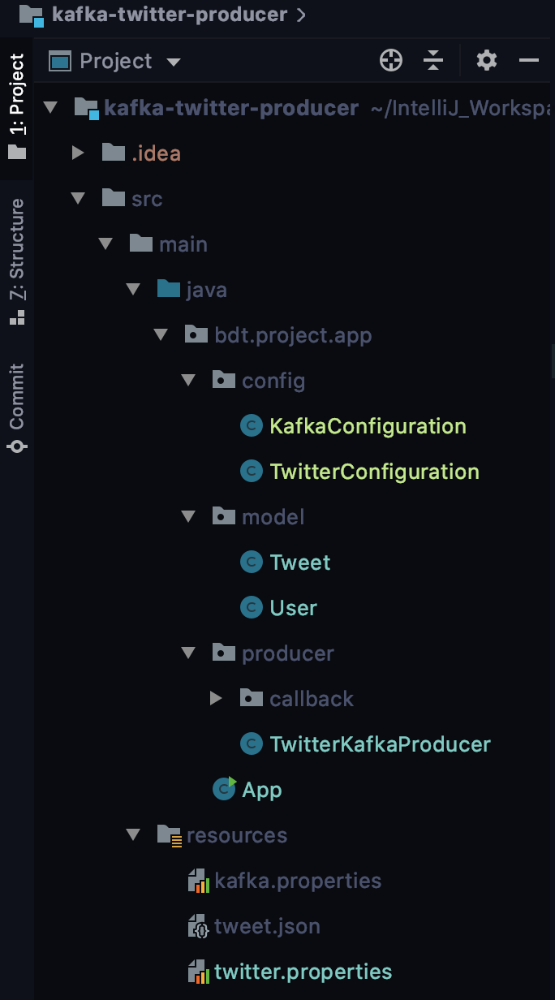 kafka-twitter-producer
Project
1: Project
kafka-twitter-producer ~/IntelliJ_Workspa
.idea
src
main
7: Structure
java
bdt.project.app
config
Commit
KafkaConfiguration
TwitterConfiguration
model
Tweet
User
producer
callback
TwitterKafkaProducer
App
resources
kafka.properties
tweet.json
twitter.properties